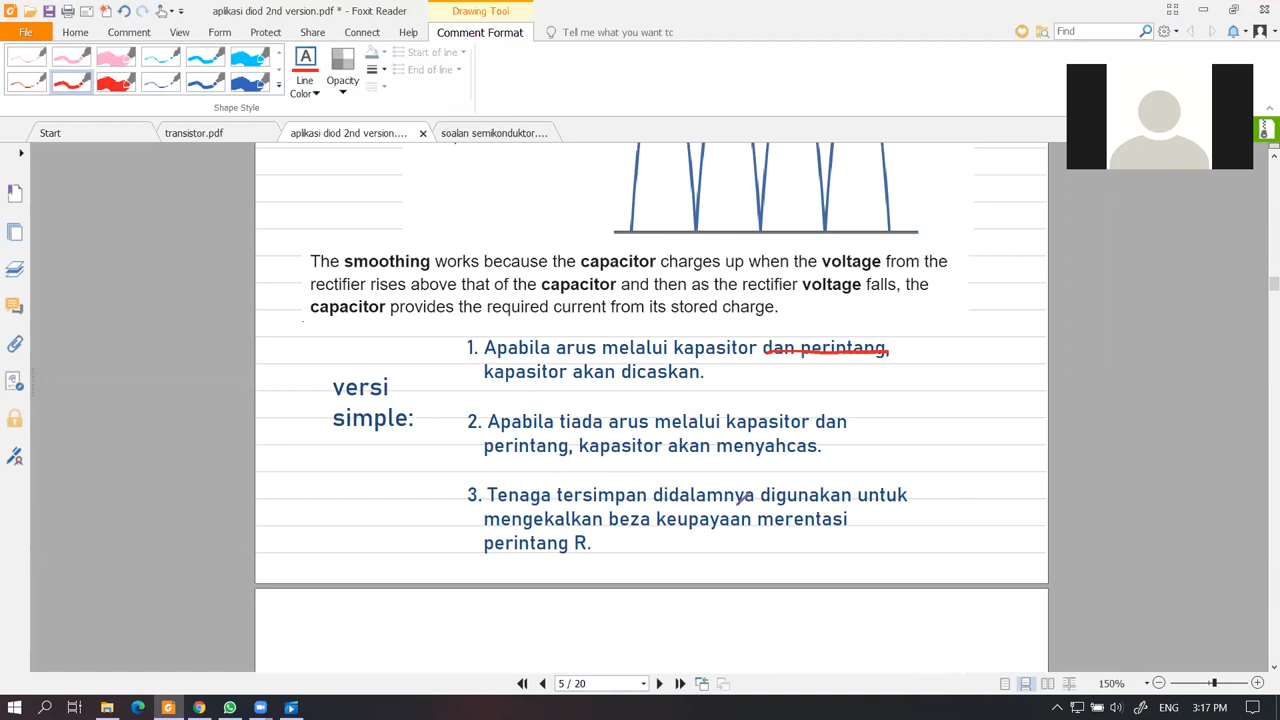 aplikasi diod 2nd version.pdf * - Foxit Reader
Drawing Tool
File Home Comment View Form Protect Share Connect Help Comment Format Tell me what you want tc
Find
Line Color
Opacity
Start of line
End of line
Shape Style
Start transistor.pdf aplikasi diod 2nd version.... soalan semikonduktor....
The smoothing works because the capacitor charges up when the voltage from the
rectifier rises above that of the capacitor and then as the rectifier voltage falls, the
capacitor provides the required current from its stored charge.
versi
simple:
1. Apabila arus melalui kapasitor dan perintang,
kapasitor akan dicaskan.
2. Apabila tiada arus melalui kapasitor dan
perintang, kapasitor akan menyahcas.
3. Tenaga tersimpan didalamnya digunakan untuk
mengekalkan beza keupayaan merentasi
perintang R.
5 / 20
150%
ENG 3:17 PM